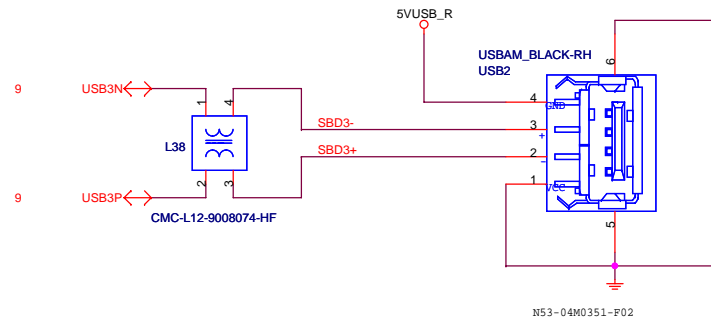 5VUSB_R
USBAM_BLACK-RH
USB2
6
9
USB3N
1
4
4
GND
SBD3-
3
+
L38
SBD3+
2
-
1
VCC
2
3
9
USB3P
CMC-L12-9008074-HF
5
N53-04M0351-F02